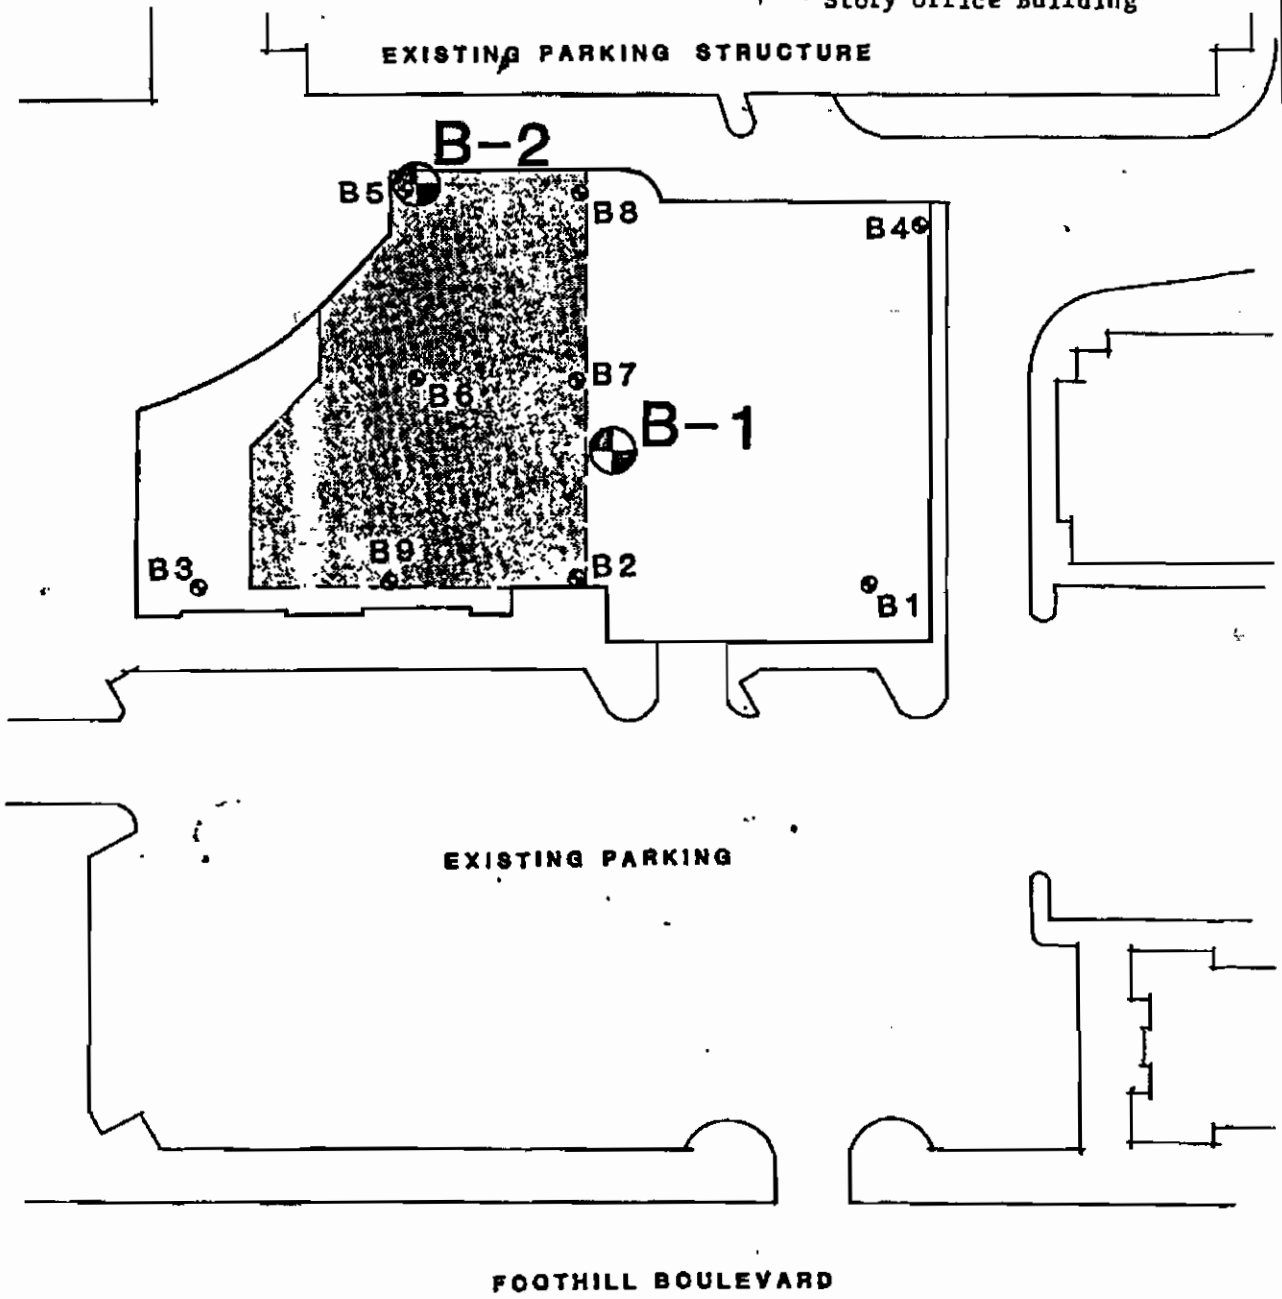 Story Office Building
EXISTING PARKING STRUCTURE
B-2
B5
B8
B4
B7
B6
B-1
B9
B3
B2
B1
EXISTING PARKING
FOOTHILL BOULEVARD